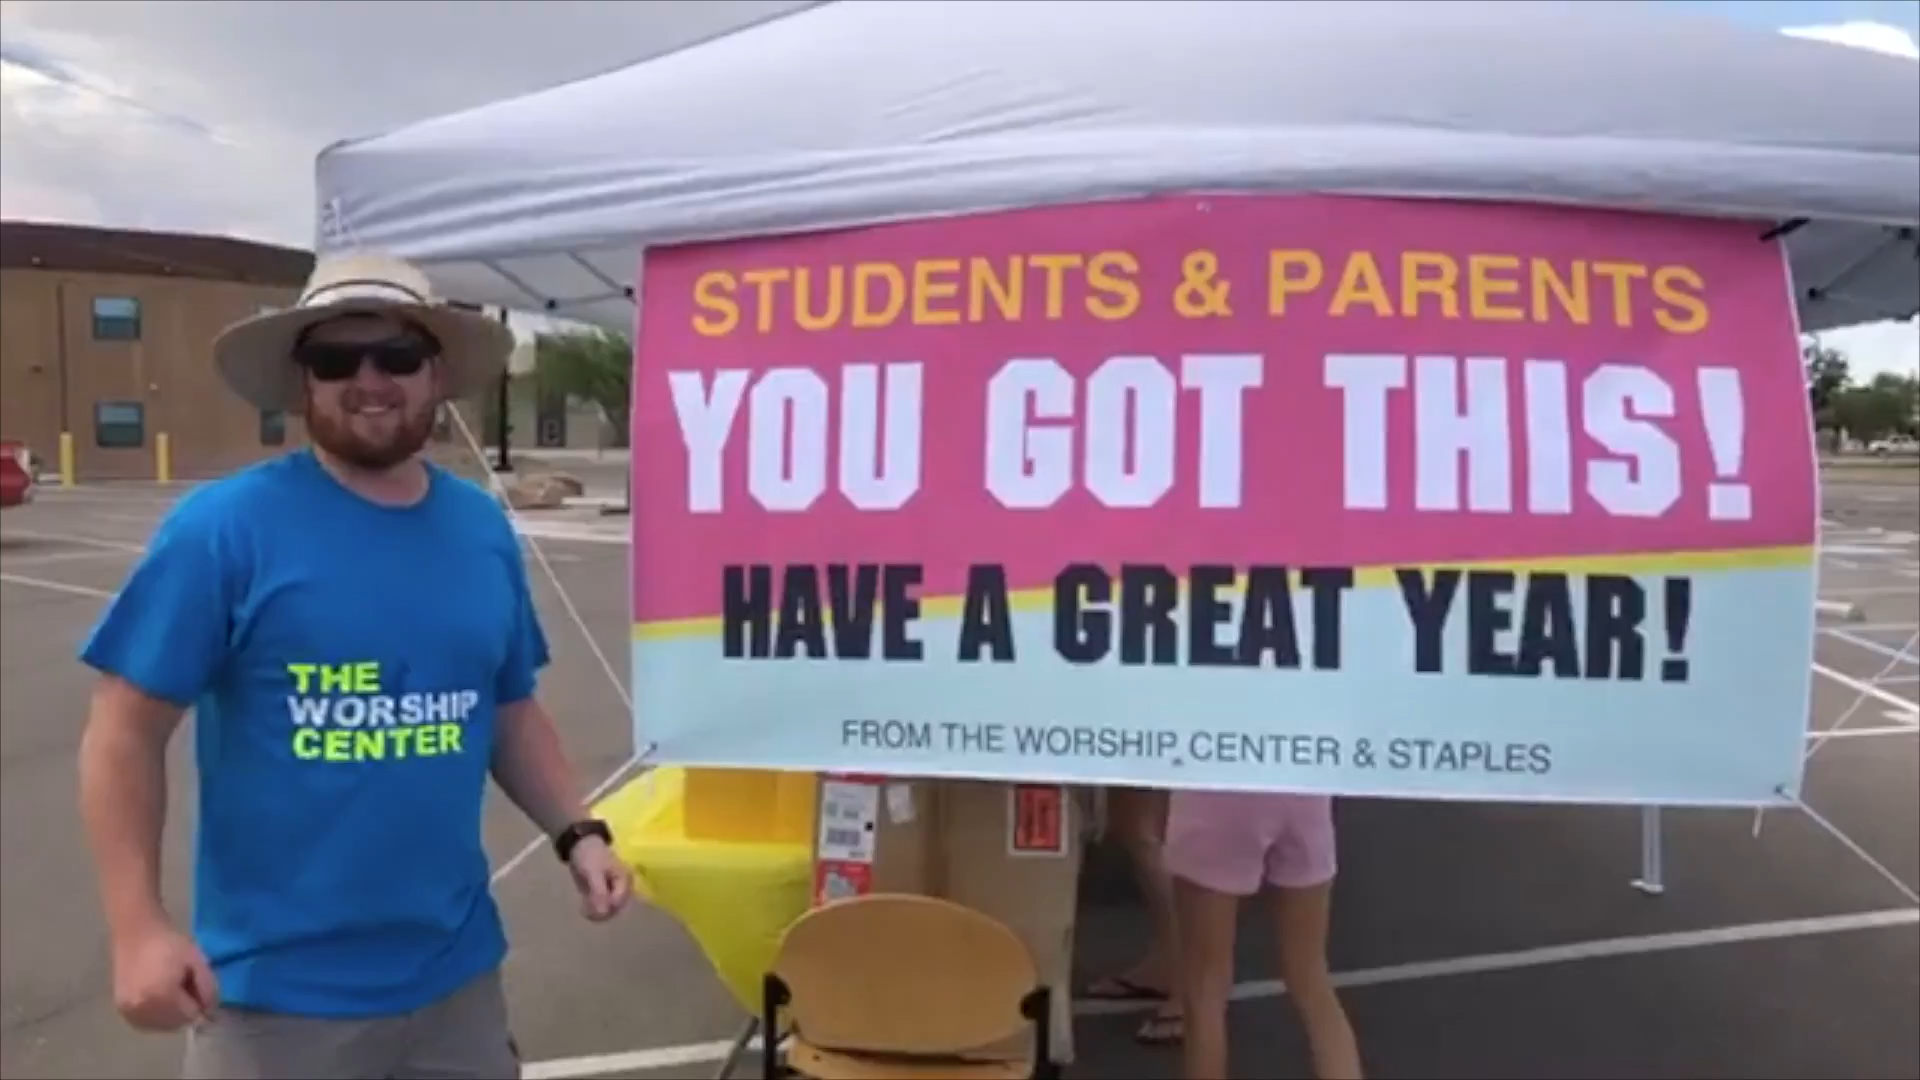 STUDENTS & PARENTS
YOU GOT THIS!
HAVE A GREAT YEAR!
FROM THE WORSHIP CENTER & STAPLES
THE
WORSHIP
CENTER